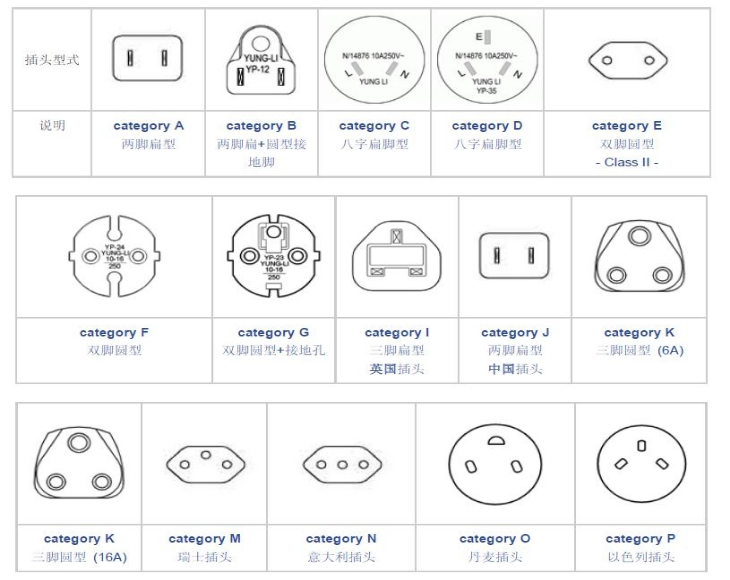 插头型式
YUNG-LI
YP-12
N/14876 10A250V~
L
N
YUNG LI
E
N/14876 10A250V~
L
N
YUNG LI
YP-35
说明
category A
两脚扁型
category B
两脚扁+圆型接
地脚
category C
八字扁脚型
category D
八字扁脚型
category E
双脚圆型
- Class II -
YP-24
YUNG-LI
10-16
250
YP-23
YUNG-LI
10-16
250
category F
双脚圆型
category G
双脚圆型+接地孔
category I
三脚扁型
英国插头
category J
两脚扁型
中国插头
category K
三脚圆型 (6A)
category K
三脚圆型 (16A)
category M
瑞士插头
category N
意大利插头
category O
丹麦插头
category P
以色列插头